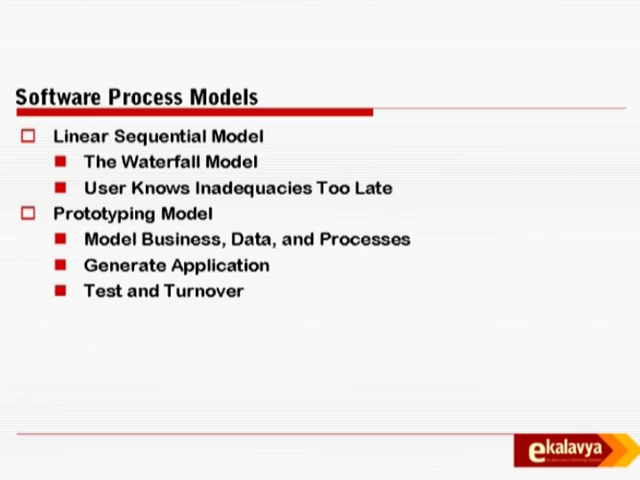 Software Process Models
Linear Sequential Model
The Waterfall Model
User Knows Inadequacies Too Late
Prototyping Model
Model Business, Data, and Processes
Generate Application
Test and Turnover
ekalavya